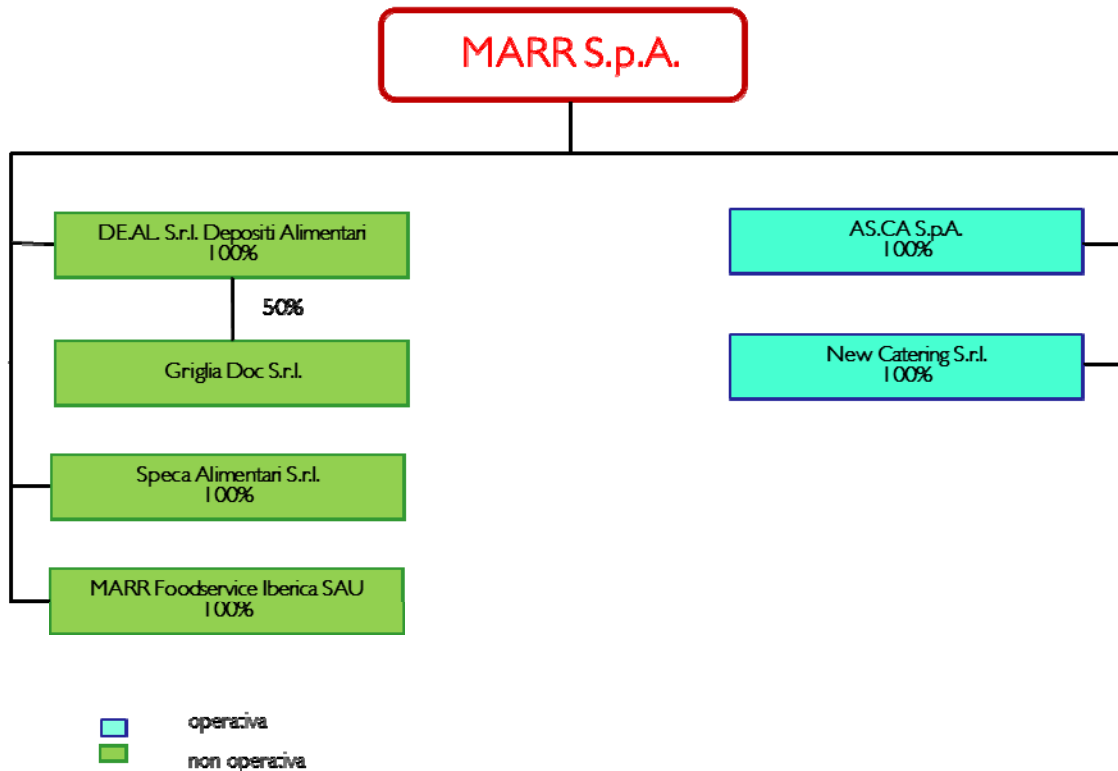 MARR S.p.A.
DE.AL. S.r.l. Depositi Alimentari
100%
50%
Griglia Doc S.r.l.
Speca Alimentari S.r.l.
100%
MARR Foodservice Iberica SAU
100%
AS.CA S.p.A.
100%
New Catering S.r.l.
100%
operativa
non operativa